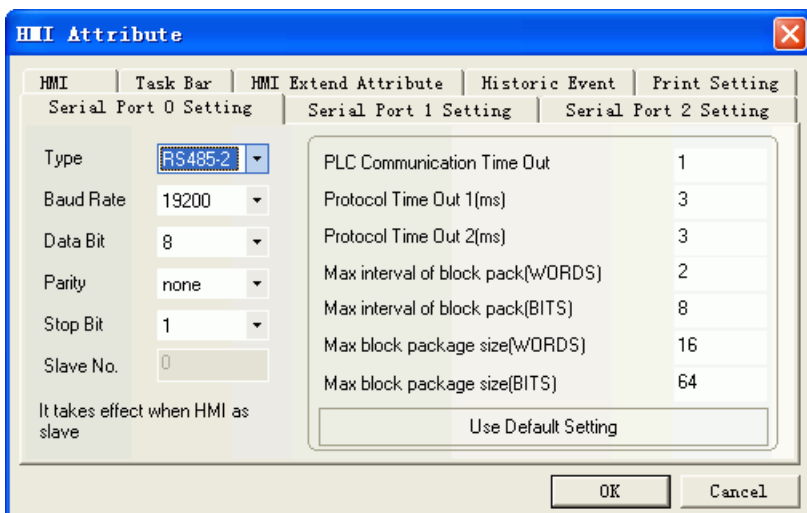 HMI Attribute
HMI
Task Bar
HMI Extend Attribute
Historic Event
Print Setting
Serial Port 0 Setting
Serial Port 1 Setting
Serial Port 2 Setting
Type RS485-2
Baud Rate 19200
Data Bit 8
Parity none
Stop Bit 1
Slave No. 0
It takes effect when HMI as
slave
PLC Communication Time Out 1
Protocol Time Out 1(ms) 3
Protocol Time Out 2(ms) 3
Max interval of block pack(WORDS) 2
Max interval of block pack(BITS) 8
Max block package size(WORDS) 16
Max block package size(BITS) 64
Use Default Setting
OK
Cancel